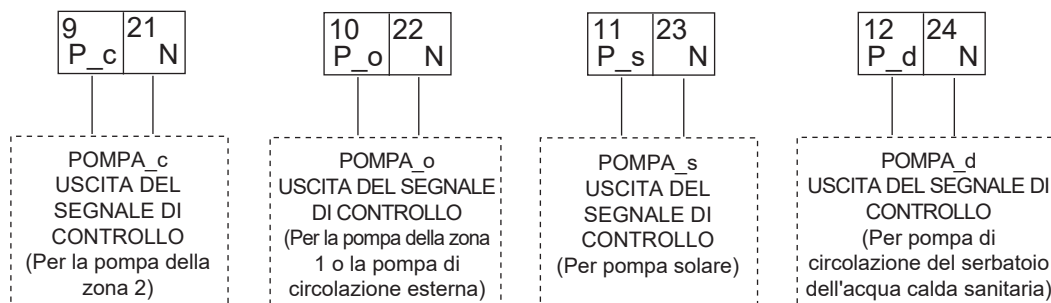 9 21
P_c N
POMPA_c
USCITA DEL
SEGNALE DI
CONTROLLO
(Per la pompa della
zona 2)
10 22
P_o N
POMPA_o
USCITA DEL SEGNALE
DI CONTROLLO
(Per la pompa della zona
1 o la pompa di
circolazione esterna)
11 23
P_s N
POMPA_s
USCITA DEL
SEGNALE DI
CONTROLLO
(Per pompa solare)
12 24
P_d N
POMPA_d
USCITA DEL SEGNALE DI
CONTROLLO
(Per pompa di
circolazione del serbatoio
dell'acqua calda sanitaria)